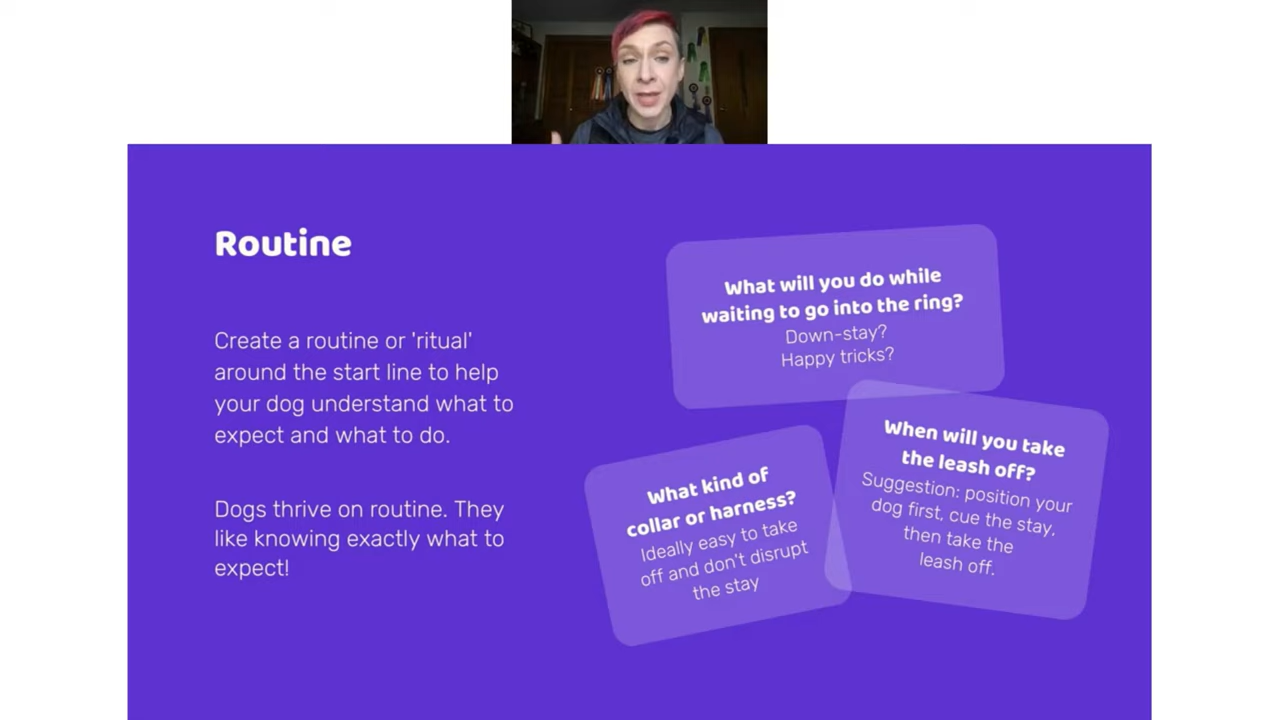 Routine
Create a routine or 'ritual'
around the start line to help
your dog understand what to
expect and what to do.
Dogs thrive on routine. They
like knowing exactly what to
expect!
What will you do while
waiting to go into the ring?
Down-stay?
Happy tricks?
What kind of
collar or harness?
Ideally easy to take
off and don't disrupt
the stay
When will you take
the leash off?
Suggestion: position your
dog first, cue the stay,
then take the
leash off.